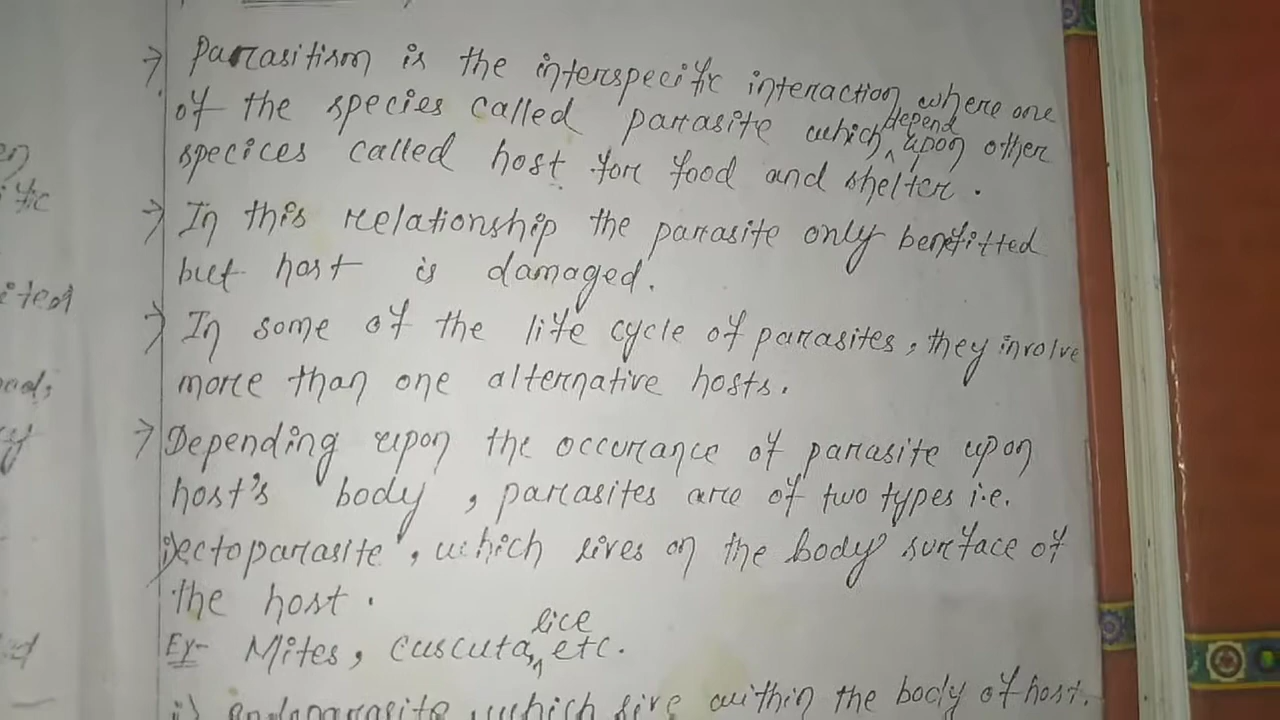 → Parasitism is the interspecific interaction, where one
of the species called parasite which depend upon other
specices called host for food and shelter.
→ In this relationship the parasite only benefitted
but host is damaged.
→ In some of the life cycle of parasites, they involve
more than one alternative hosts.
→ Depending upon the occurance of parasite upon
host's body, parasites are of two types i.e.
i) ectoparasite, which lives on the body surface of
the host.
Ex- Mites, cuscuta, lice etc.
i) endoparasite, which live within the body of host.